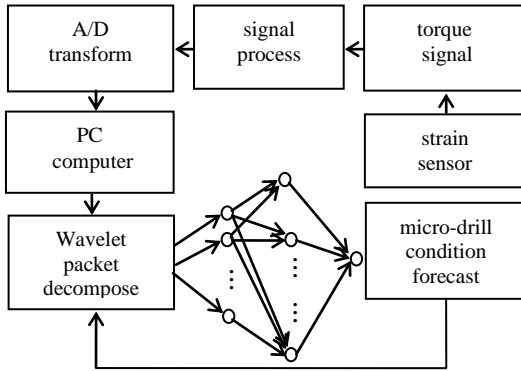 A/D
transform
signal
process
torque
signal
PC
computer
strain
sensor
Wavelet
packet
decompose
micro-drill
condition
forecast